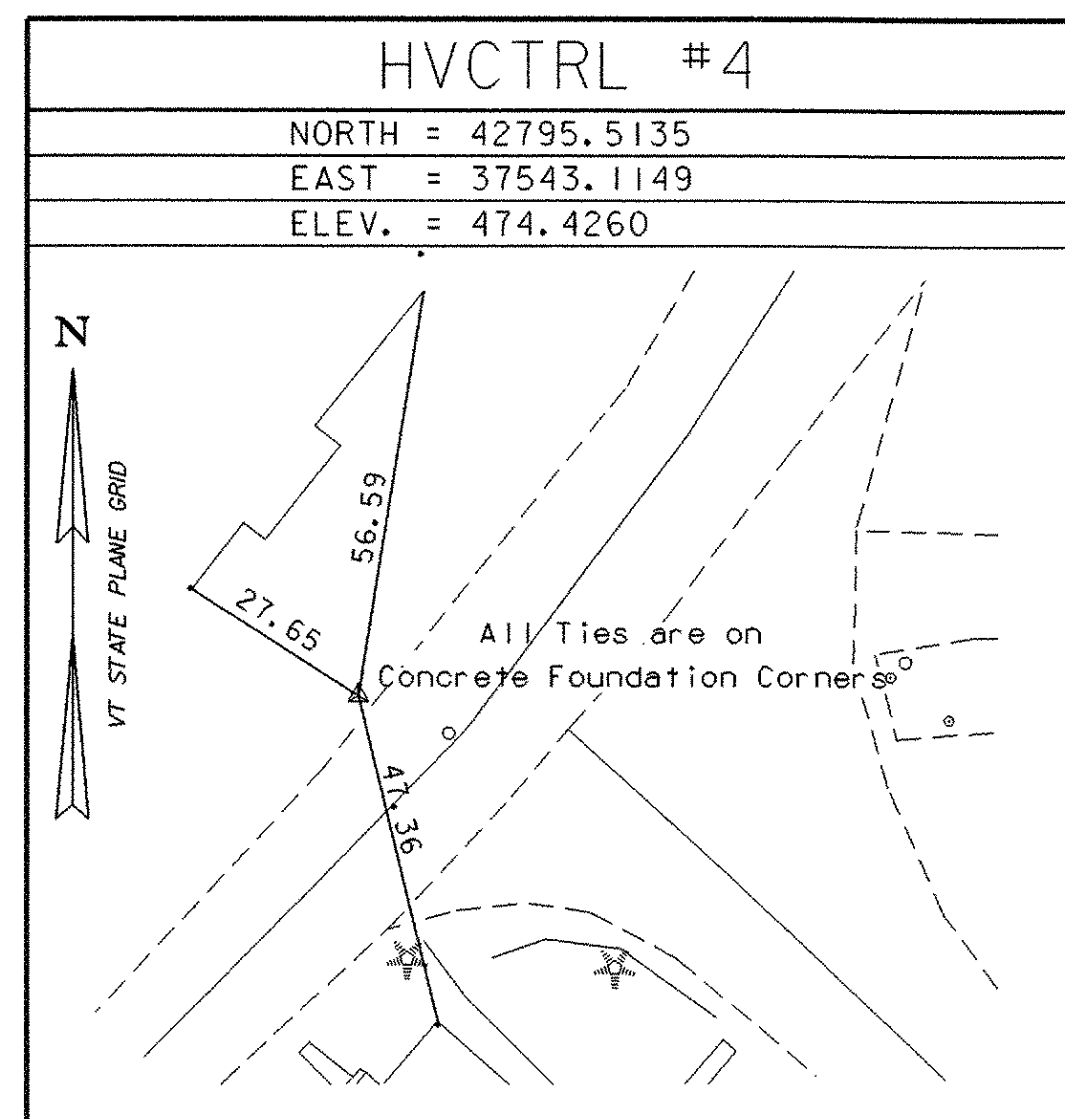 HVCTRL #4
NORTH = 42795.5135
EAST = 37543.1149
ELEV. = 474.4260
N
VT STATE PLANE GRID
56.59
27.65
All Ties are on
Concrete Foundation Corners
47.36